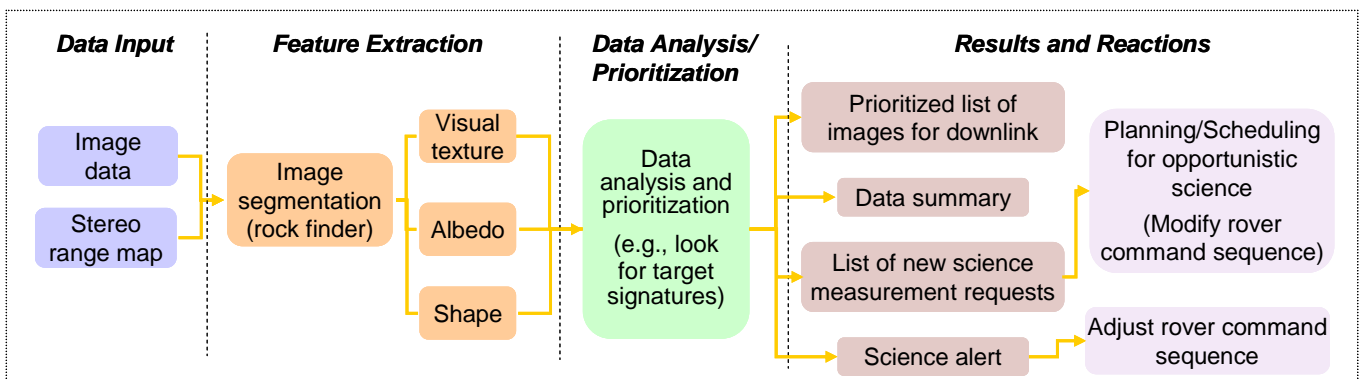 Data Input
Feature Extraction
Data Analysis/
Prioritization
Results and Reactions
Image
data
Stereo
range map
Image
segmentation
(rock finder)
Visual
texture
Albedo
Shape
Data
analysis and
prioritization
(e.g., look
for target
signatures)
Prioritized list of
images for downlink
Data summary
List of new science
measurement requests
Science alert
Planning/Scheduling
for opportunistic
science
(Modify rover
command sequence)
Adjust rover command
sequence